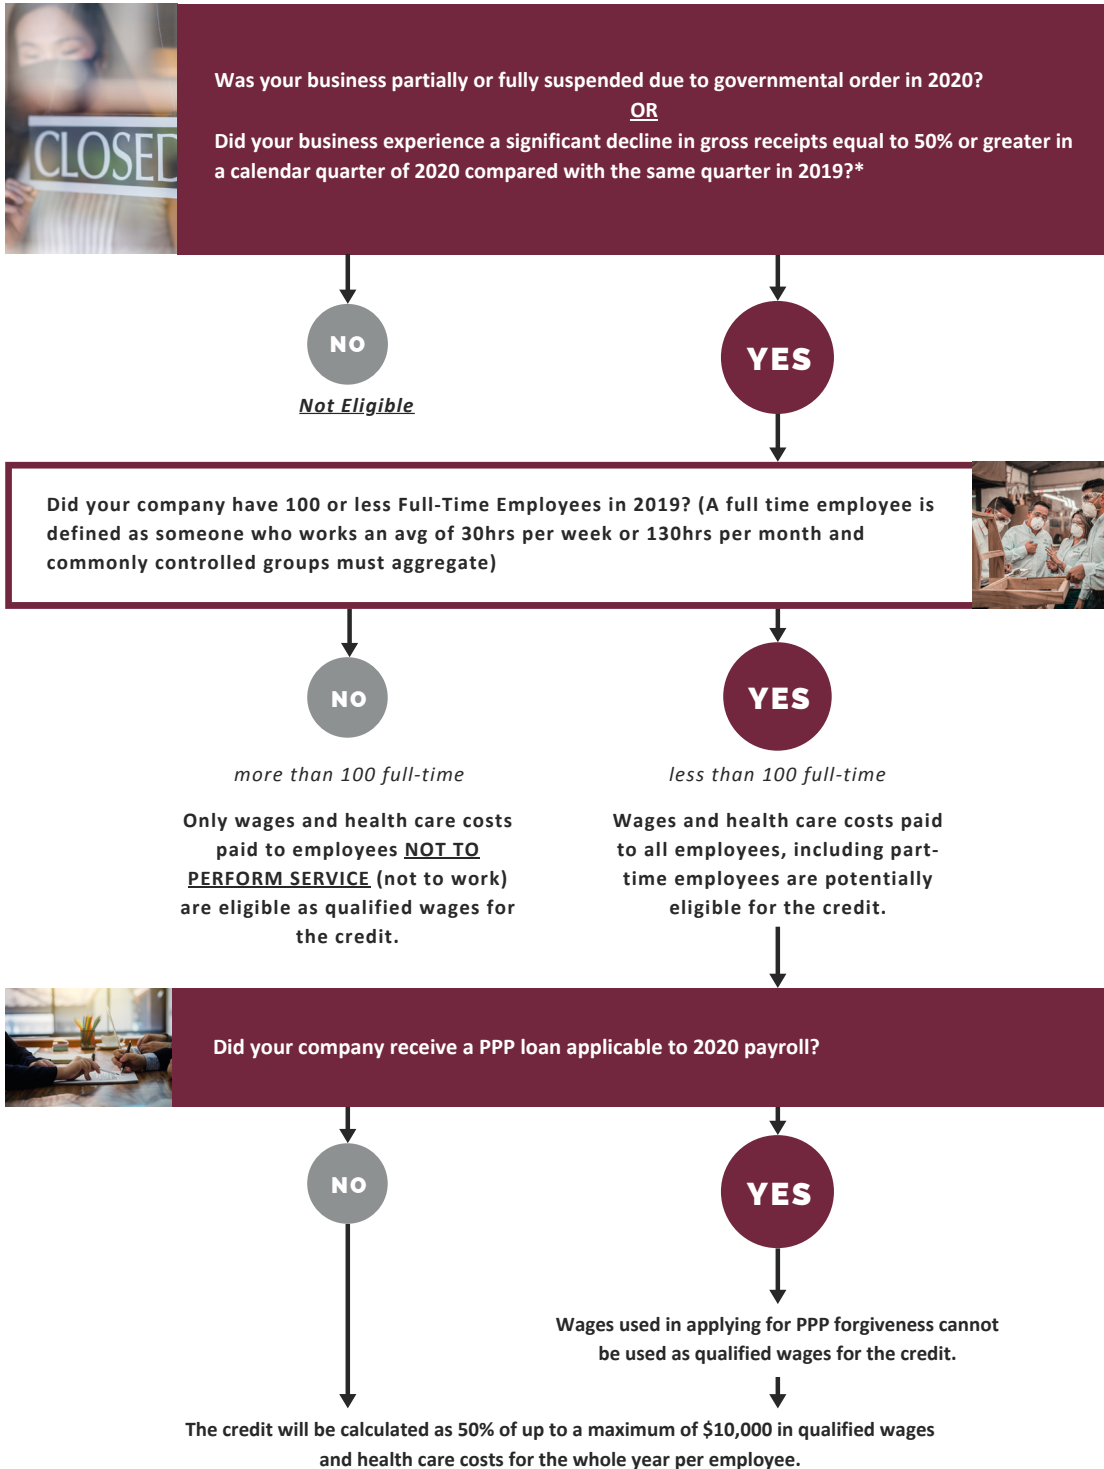 CLOSED
Was your business partially or fully suspended due to governmental order in 2020?
OR
Did your business experience a significant decline in gross receipts equal to 50% or greater in
a calendar quarter of 2020 compared with the same quarter in 2019?*
NO
YES
Not Eligible
Did your company have 100 or less Full-Time Employees in 2019? (A full time employee is
defined as someone who works an avg of 30hrs per week or 130hrs per month and
commonly controlled groups must aggregate)
NO
YES
more than 100 full-time
Only wages and health care costs
paid to employees NOT TO
PERFORM SERVICE (not to work)
are eligible as qualified wages for
the credit.
less than 100 full-time
Wages and health care costs paid
to all employees, including part-
time employees are potentially
eligible for the credit.
Did your company receive a PPP loan applicable to 2020 payroll?
NO
YES
Wages used in applying for PPP forgiveness cannot
be used as qualified wages for the credit.
The credit will be calculated as 50% of up to a maximum of $10,000 in qualified wages
and health care costs for the whole year per employee.